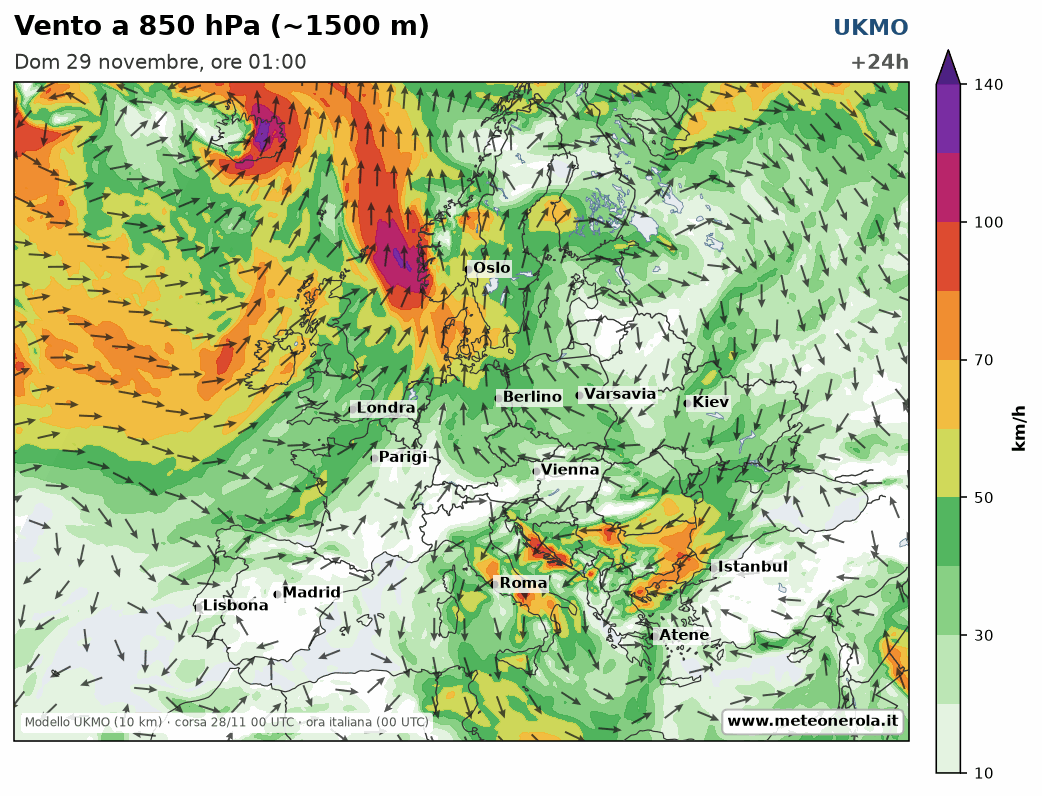 Vento a 850 hPa (~1500 m)
UKMO
Dom 29 novembre, ore 01:00
+24h
140
100
70
50
30
10
km/h
Oslo
Londra
Berlino
Varsavia
Kiev
Parigi
Vienna
Istanbul
Roma
Madrid
Lisbona
Atene
Modello UKMO (10 km) · corsa 28/11 00 UTC · ora italiana (00 UTC)
www.meteonerola.it